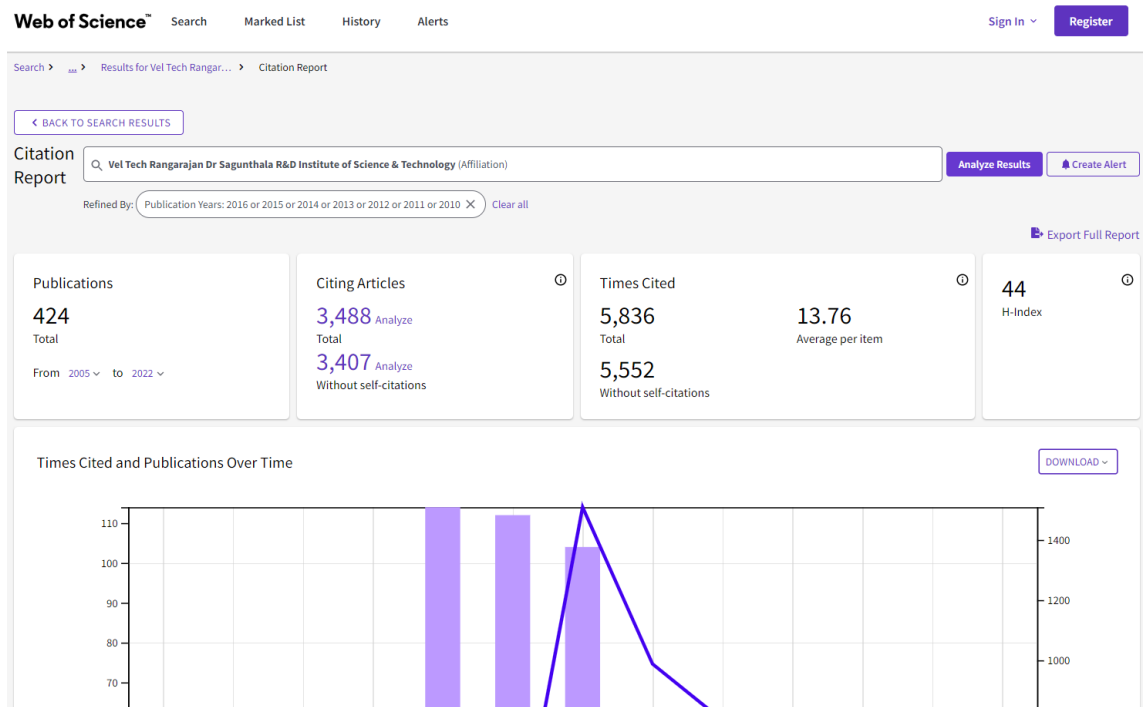 Web of Science™ Search Marked List History Alerts Sign In Register
Search > ... > Results for Vel Tech Rangar... > Citation Report
BACK TO SEARCH RESULTS
Citation
Report
Vel Tech Rangarajan Dr Sagunthala R&D Institute of Science & Technology (Affiliation)
Analyze Results
Create Alert
Refined By: Publication Years: 2016 or 2015 or 2014 or 2013 or 2012 or 2011 or 2010 Clear all
Export Full Report
Publications
424
Total
From 2005 to 2022
Citing Articles
3,488 Analyze
Total
3,407 Analyze
Without self-citations
Times Cited
5,836
Total
5,552
Without self-citations
13.76
Average per item
44
H-Index
Times Cited and Publications Over Time
DOWNLOAD
110
100
90
80
70
1400
1200
1000